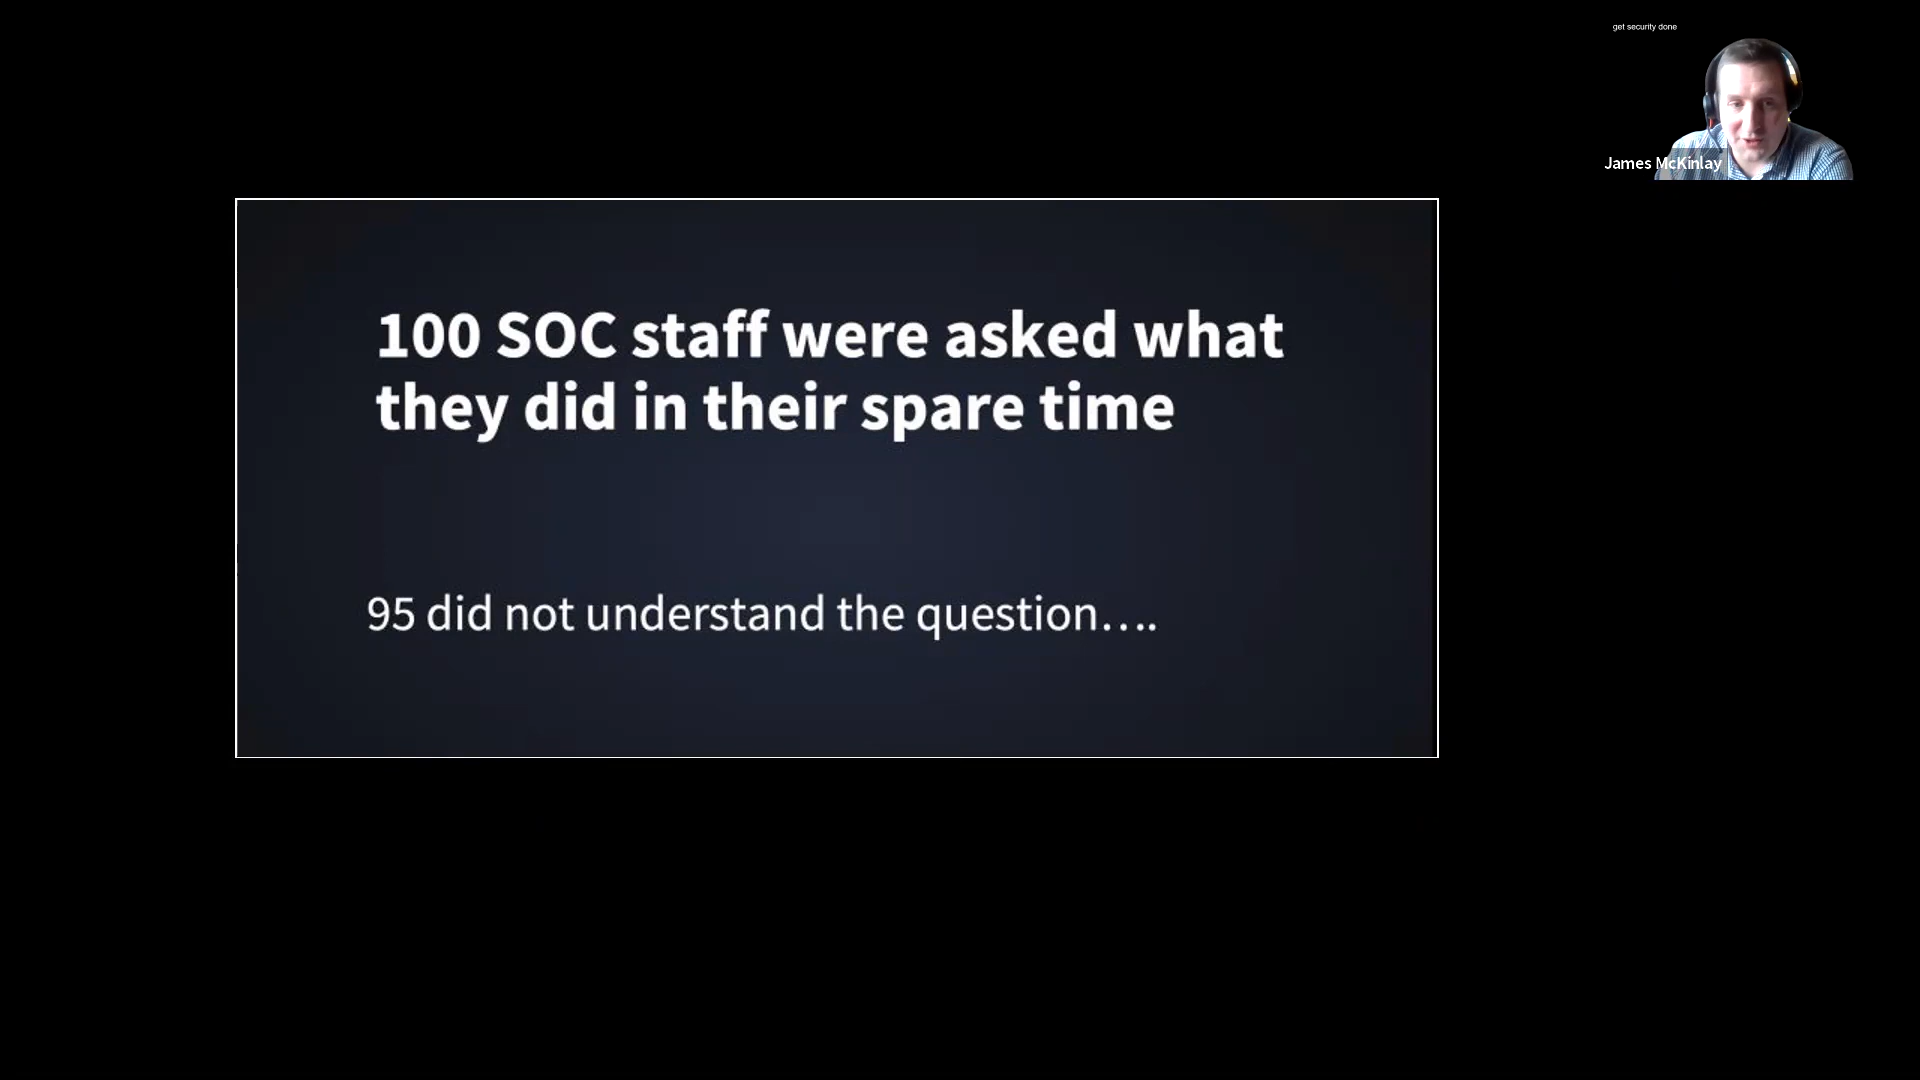 get security done
James McKinlay
100 SOC staff were asked what
they did in their spare time
95 did not understand the question....